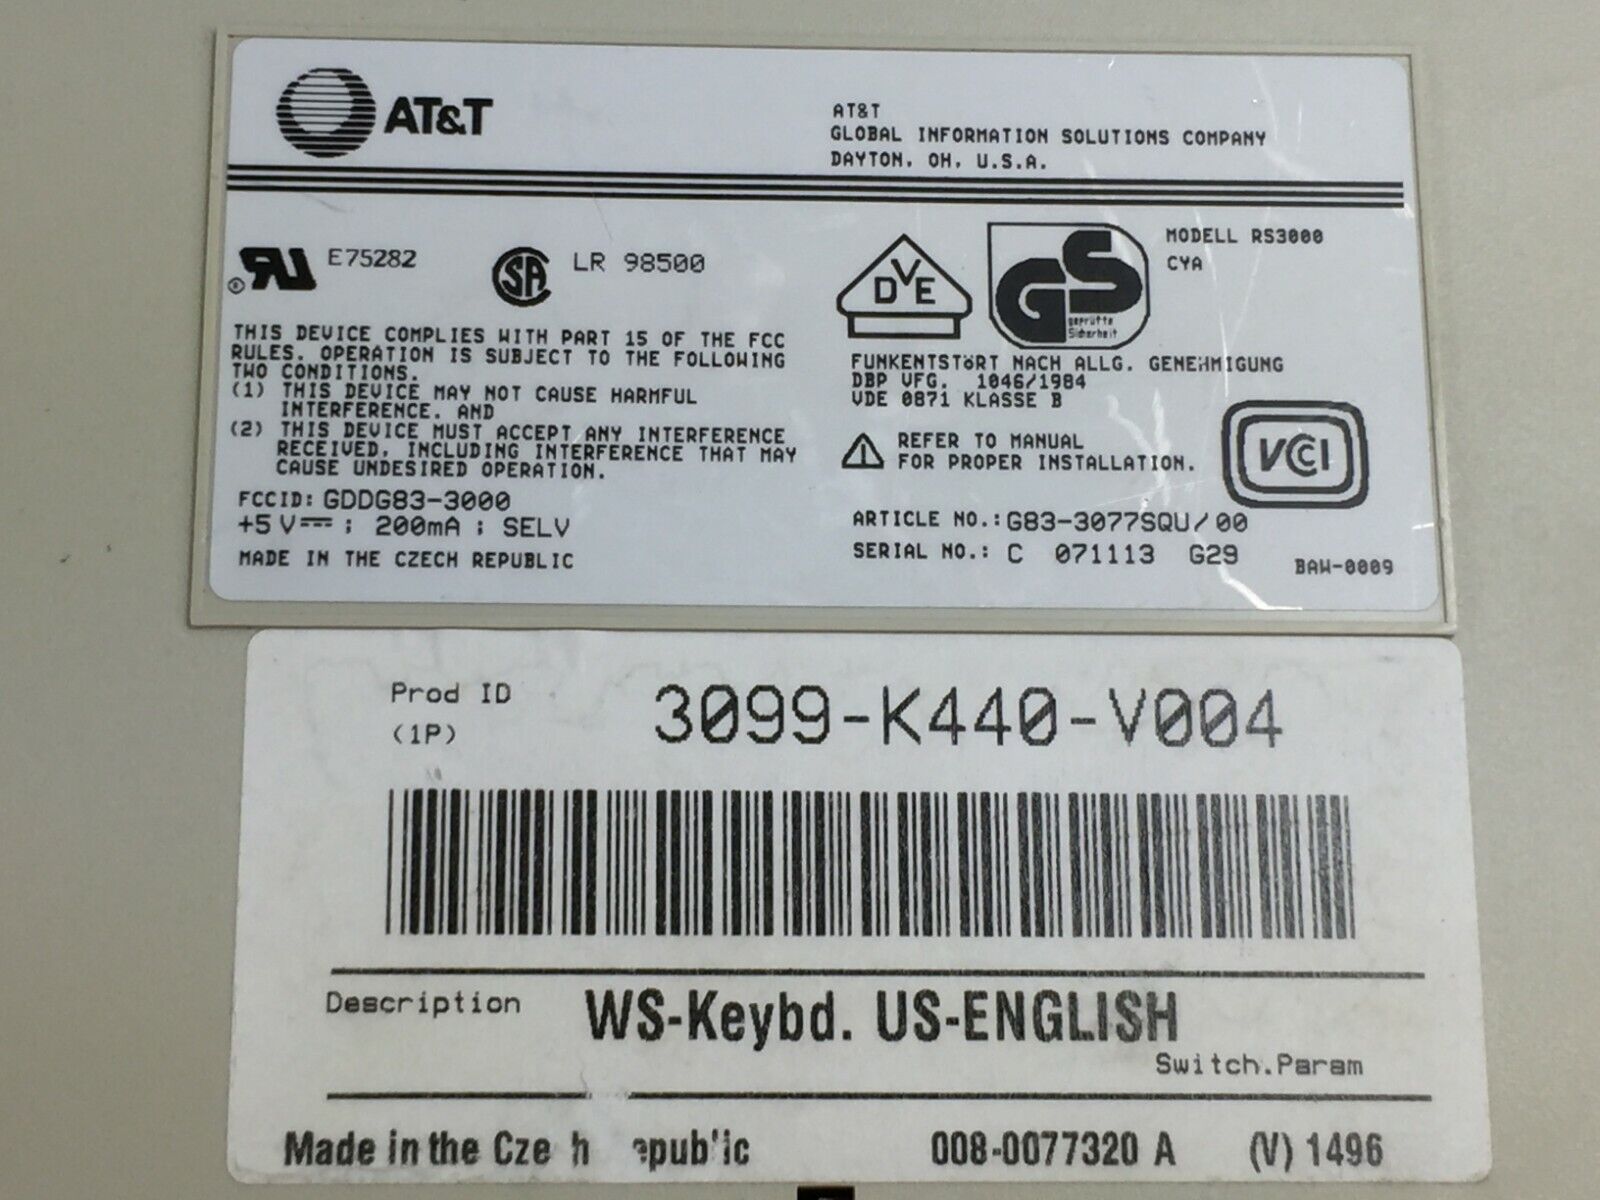 AT&T
AT&T
GLOBAL INFORMATION SOLUTIONS COMPANY
DAYTON, OH, U.S.A.
E75282
SA
LR 98500
DVE
GS
geprüfte
Sicherheit
MODELL RS3000
CYA
THIS DEVICE COMPLIES WITH PART 15 OF THE FCC
RULES. OPERATION IS SUBJECT TO THE FOLLOWING
TWO CONDITIONS.
(1) THIS DEVICE MAY NOT CAUSE HARMFUL
INTERFERENCE, AND
(2) THIS DEVICE MUST ACCEPT ANY INTERFERENCE
RECEIVED, INCLUDING INTERFERENCE THAT MAY
CAUSE UNDESIRED OPERATION.
FCCID: GDDG83-3000
+5V⎓; 200mA; SELV
MADE IN THE CZECH REPUBLIC
FUNKENTSTÖRT NACH ALLG. GENEHMIGUNG
DBP VFG. 1046/1984
VDE 0871 KLASSE B
REFER TO MANUAL
FOR PROPER INSTALLATION.
VCCI
ARTICLE NO.: G83-3077SQU/00
SERIAL NO.: C 071113 G29
BAW-0009
Prod ID
(1P)
3099-K440-V004
Description WS-Keybd. US-ENGLISH
Switch.Param
Made in the Cze h epublic 008-0077320 A (V) 1496